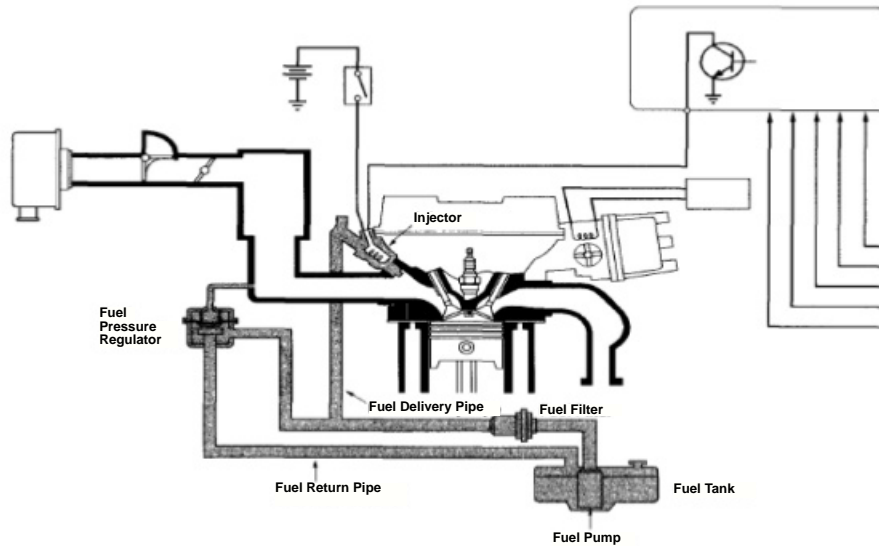 Injector
Fuel
Pressure
Regulator
Fuel Delivery Pipe
Fuel Filter
Fuel Return Pipe
Fuel Tank
Fuel Pump